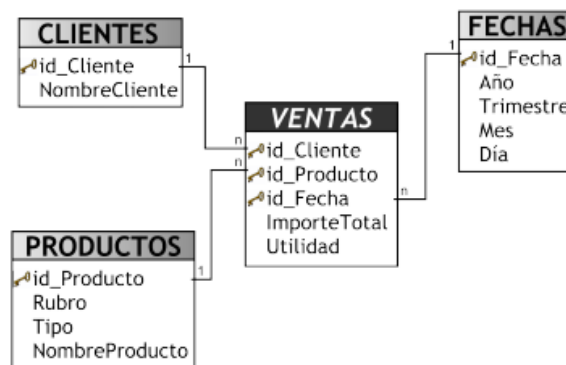 CLIENTES
id_Cliente
NombreCliente
1
FECHAS
1
id_Fecha
Año
Trimestre
Mes
Día
VENTAS
n
id_Cliente
n
id_Producto
id_Fecha
n
ImporteTotal
Utilidad
PRODUCTOS
id_Producto
1
Rubro
Tipo
NombreProducto